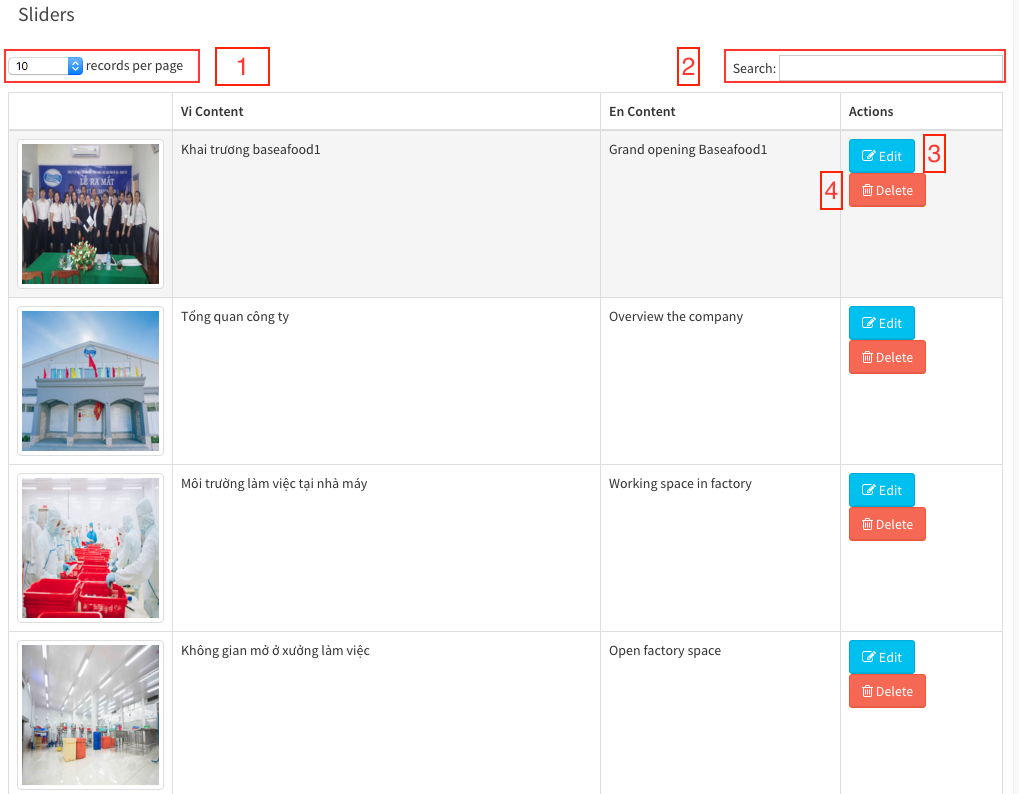 Sliders
10 records per page
1
2
Search:
Vi Content En Content Actions
Khai trương baseafood1
Grand opening Baseafood1
Edit
3
4
Delete
LỄ RA MẮT
Tổng quan công ty
Overview the company
Edit
Delete
Môi trường làm việc tại nhà máy
Working space in factory
Edit
Delete
Không gian mở ở xưởng làm việc
Open factory space
Edit
Delete